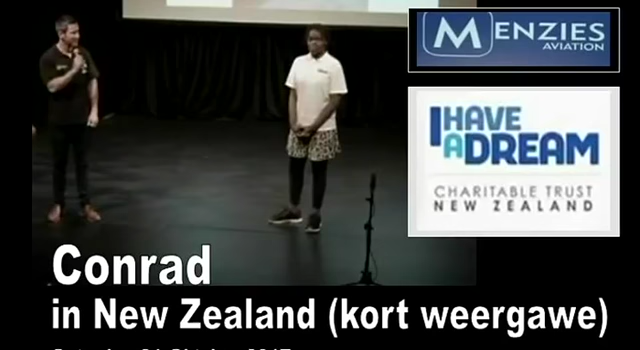 MENZIES
AVIATION
I HAVE
A DREAM
CHARITABLE TRUST
NEW ZEALAND
Conrad
in New Zealand (kort weergawe)